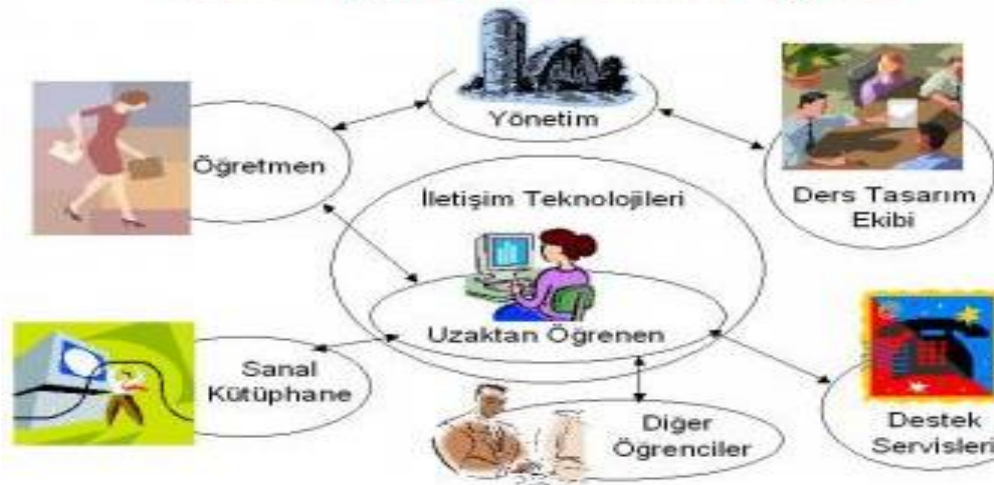 Yönetim
Öğretmen
İletişim Teknolojileri
Ders Tasarım
Ekibi
Uzaktan Öğrenen
Sanal
Kütüphane
Diğer
Öğrenciler
Destek
Servisleri